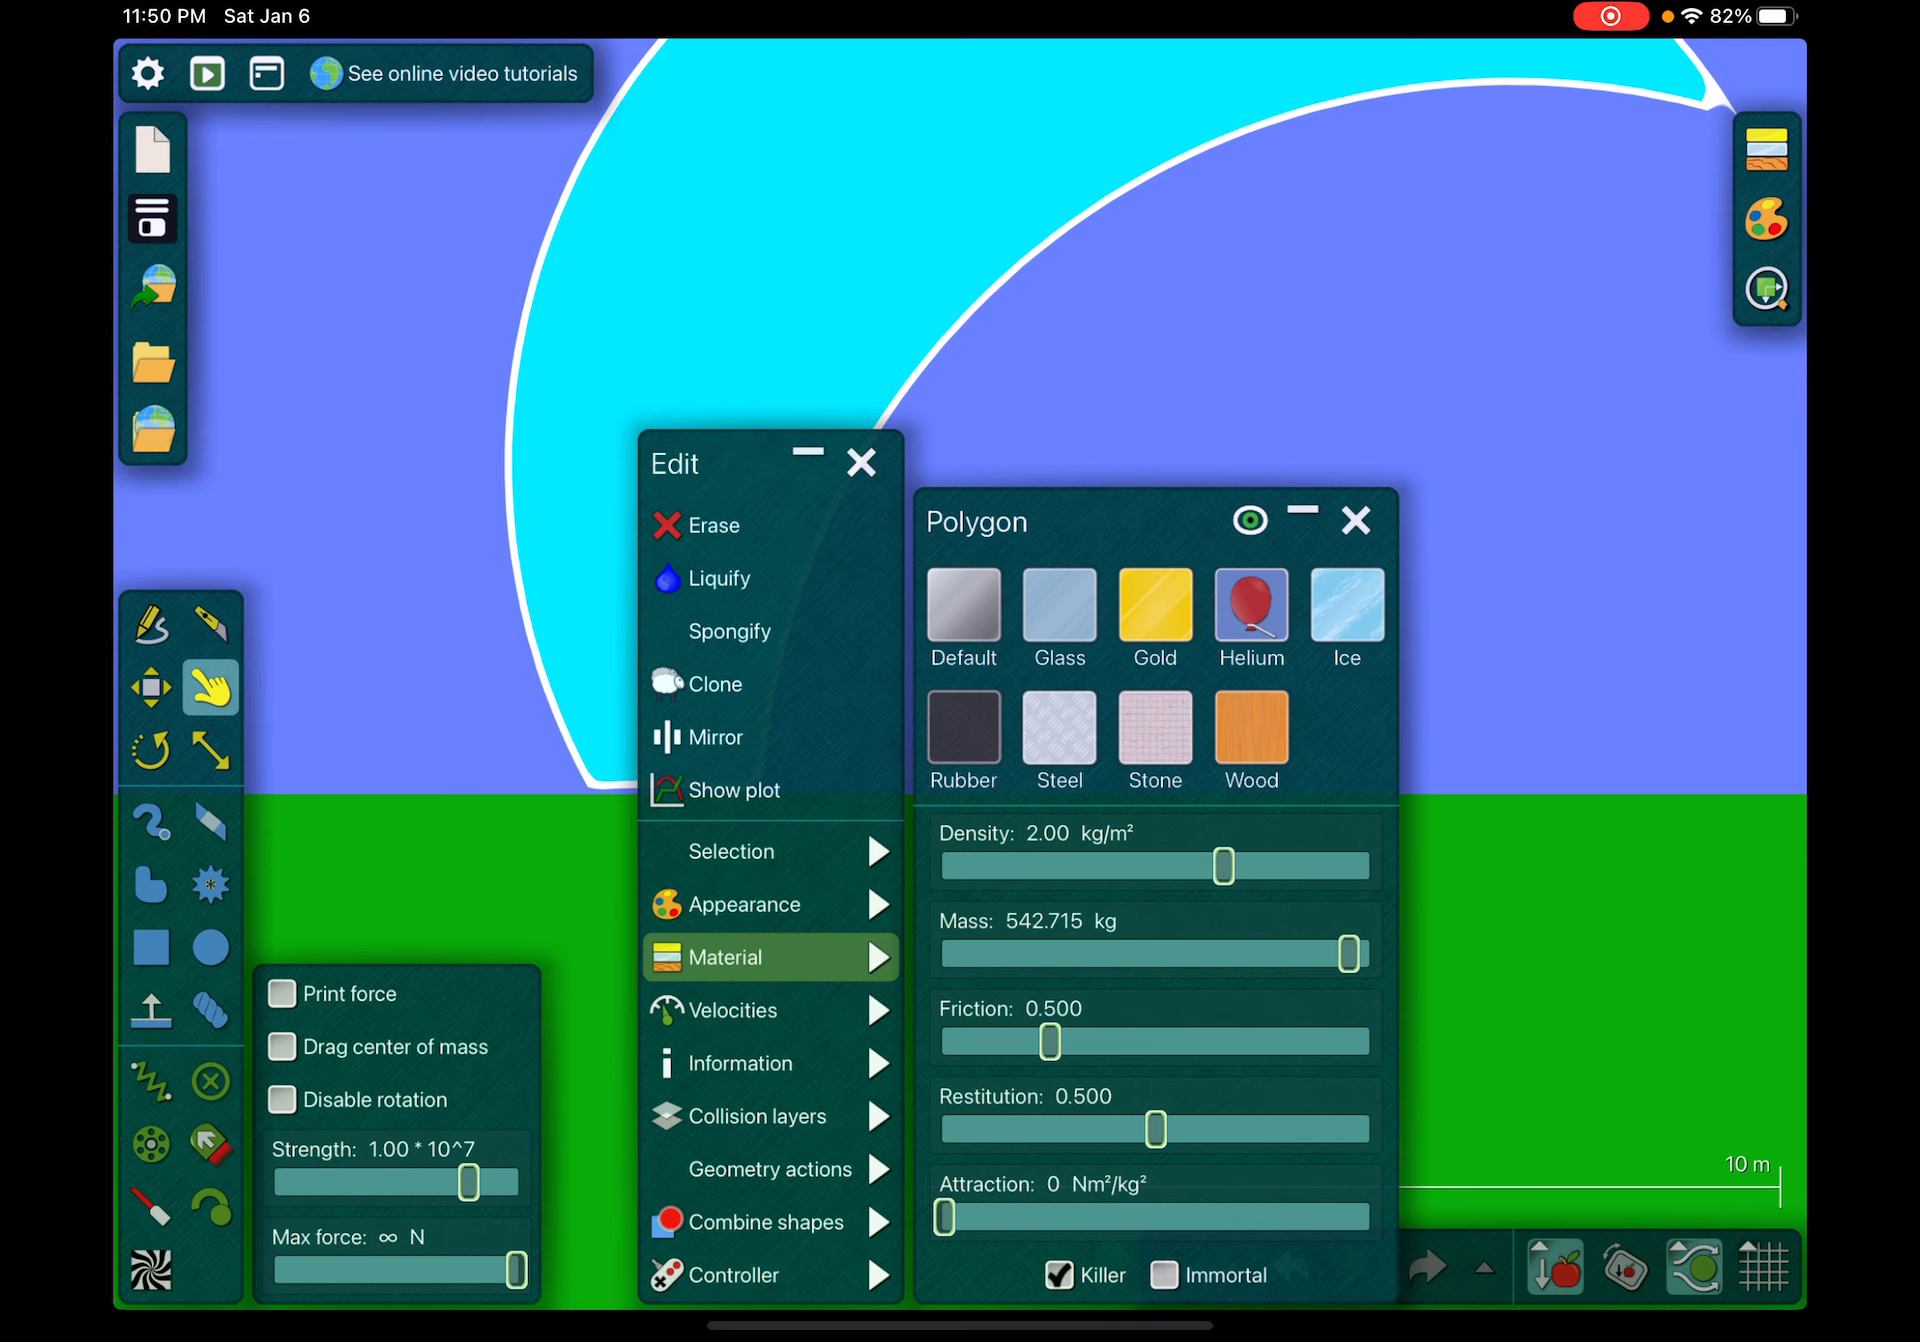 11:50 PM Sat Jan 6
82%
See online video tutorials
Edit
Erase
Liquify
Spongify
Clone
Mirror
Show plot
Selection
Appearance
Material
Velocities
Information
Collision layers
Geometry actions
Combine shapes
Controller
Polygon
Default Glass Gold Helium Ice
Rubber Steel Stone Wood
Density: 2.00 kg/m²
Mass: 542.715 kg
Friction: 0.500
Restitution: 0.500
Attraction: 0 Nm²/kg²
Killer Immortal
Print force
Drag center of mass
Disable rotation
Strength: 1.00 * 10^7
Max force: ∞ N
10 m